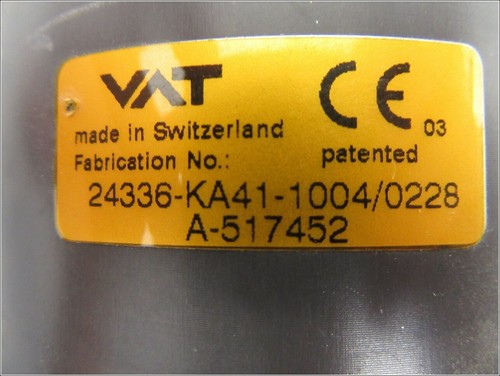 VAT CE 03
made in Switzerland
Fabrication No.: patented
24336-KA41-1004/0228
A-517452